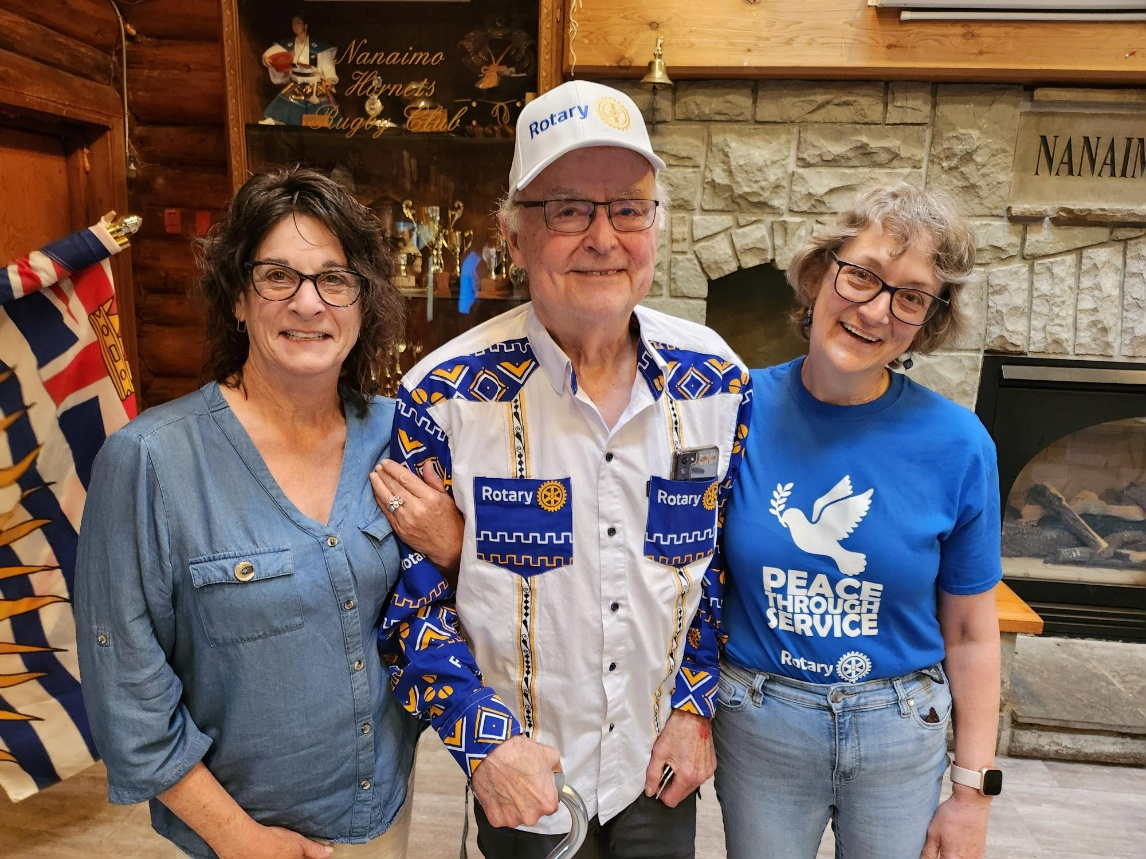 Nanaimo
Hornets
Rugby Club
Rotary
NANAIM
Rotary
Rotary
PEACE
THROUGH
SERVICE
Rotary